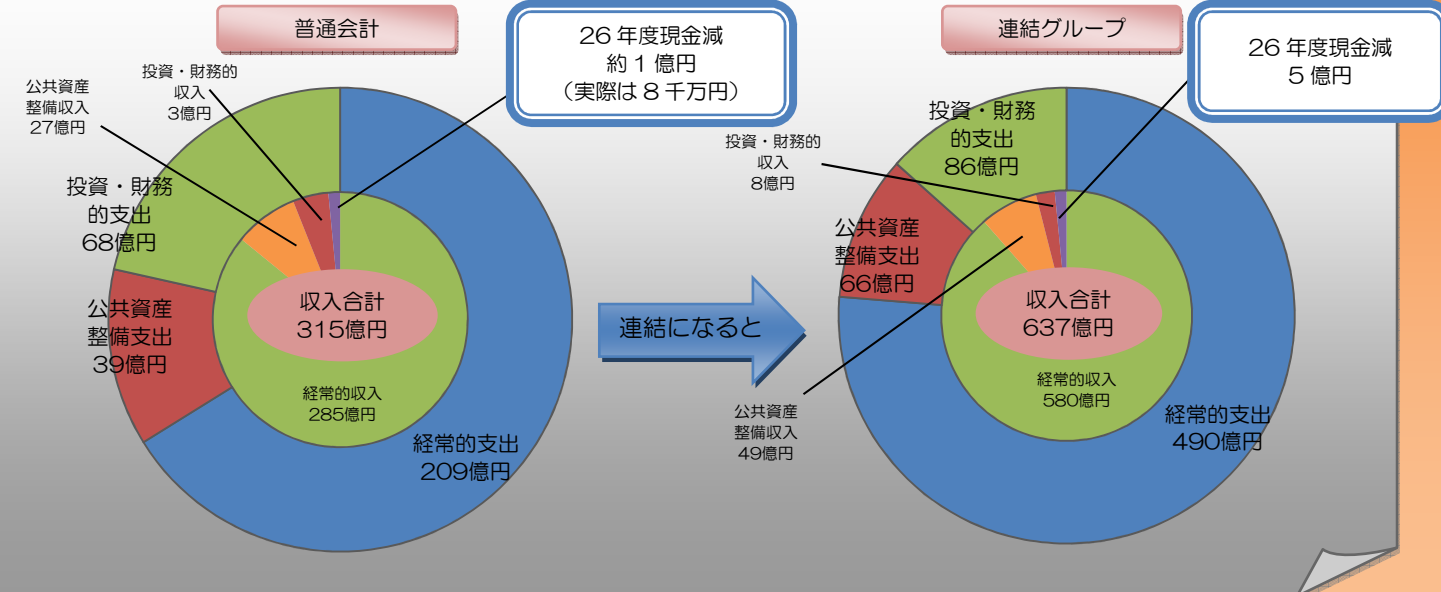 普通会計
26年度現金減
約1億円
（実際は8千万円）
投資・財務的
収入
3億円
公共資産
整備収入
27億円
投資・財務
的支出
68億円
公共資産
整備支出
39億円
収入合計
315億円
経常的収入
285億円
経常的支出
209億円
連結になると
連結グループ
26年度現金減
5億円
投資・財務
的支出
86億円
投資・財務的
収入
8億円
公共資産
整備支出
66億円
収入合計
637億円
経常的収入
580億円
公共資産
整備収入
49億円
経常的支出
490億円